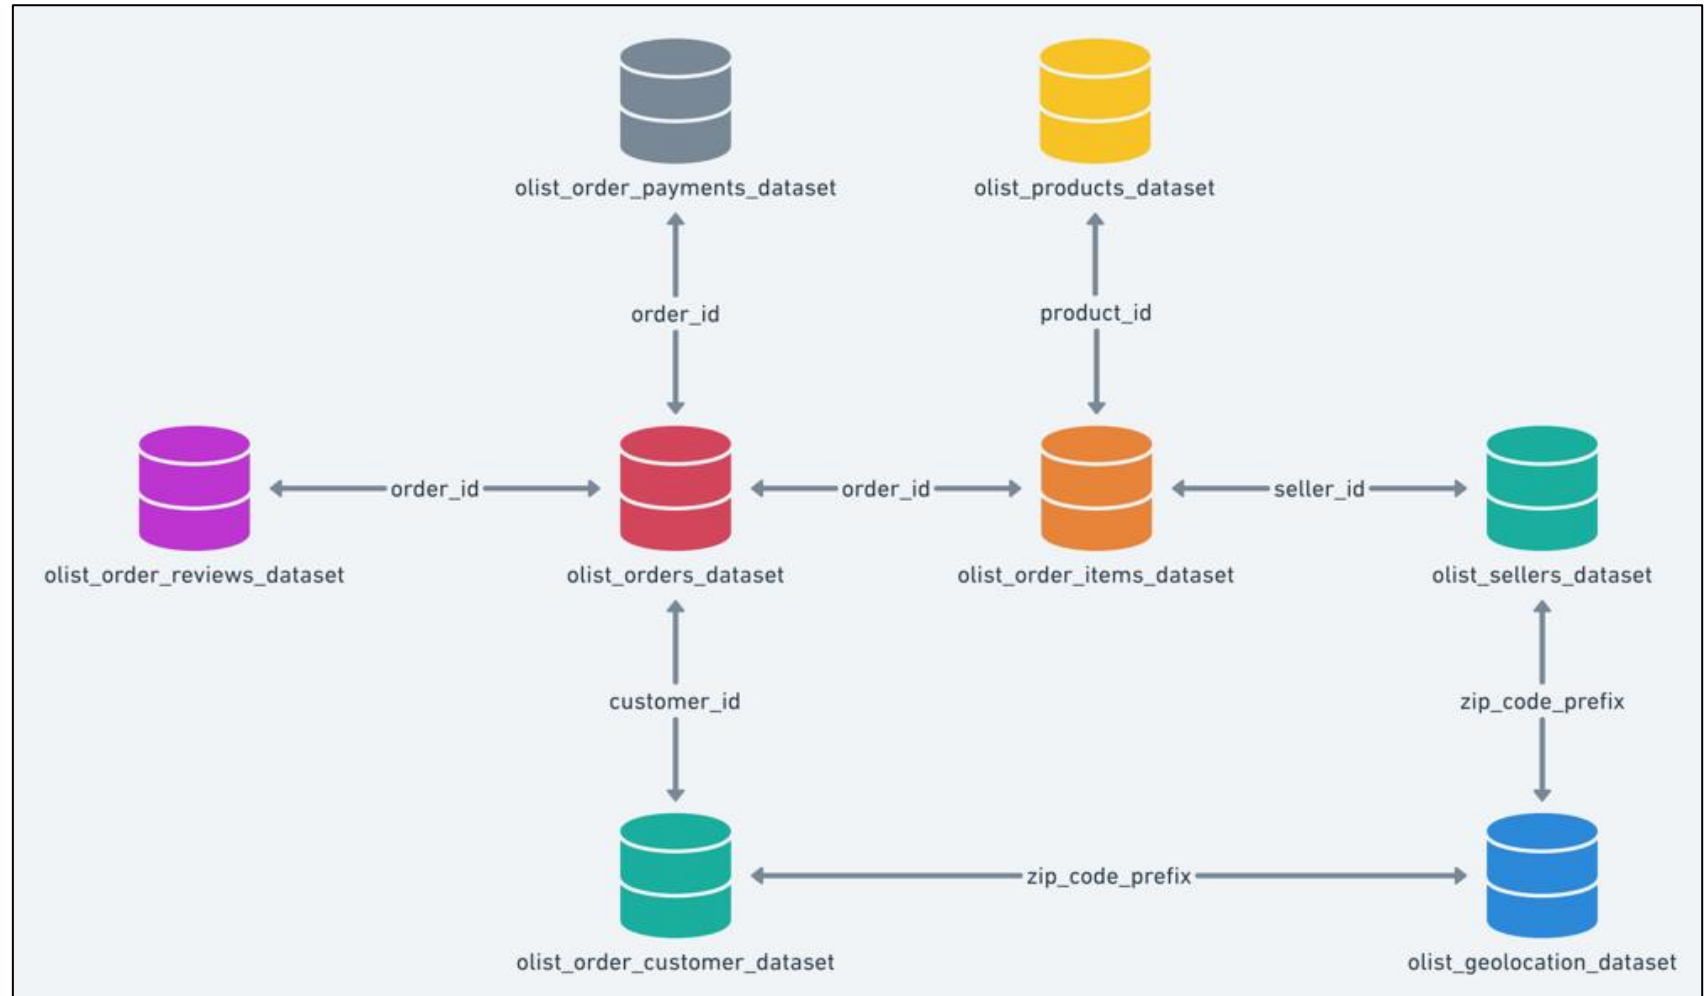 olist_order_payments_dataset
olist_products_dataset
order_id
product_id
order_id
order_id
seller_id
olist_order_reviews_dataset
olist_orders_dataset
olist_order_items_dataset
olist_sellers_dataset
customer_id
zip_code_prefix
zip_code_prefix
olist_order_customer_dataset
olist_geolocation_dataset